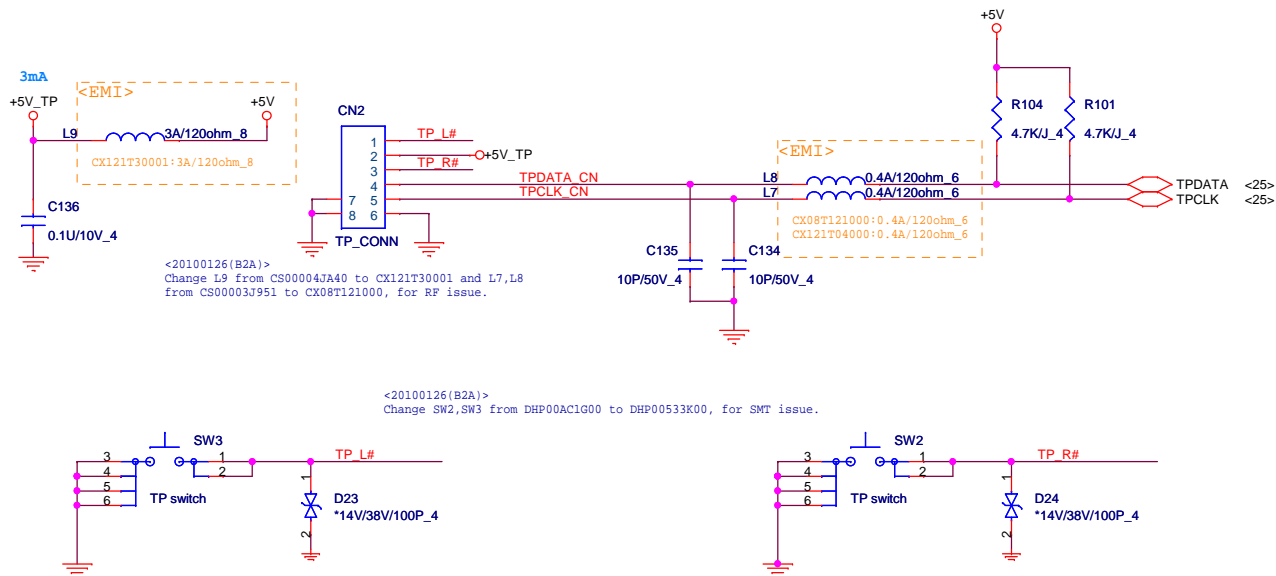 +5V
3mA
<EMI>
+5V_TP
+5V
L9
3A/120ohm_8
CX121T30001:3A/120ohm_8
C136
0.1U/10V_4
CN2
1
2
3
4
5
6
7
8
TP_CONN
TP_L#
+5V_TP
TP_R#
TPDATA_CN
TPCLK_CN
<20100126(B2A)>
Change L9 from CS00004JA40 to CX121T30001 and L7,L8
from CS00003J951 to CX08T121000, for RF issue.
R104
4.7K/J_4
R101
4.7K/J_4
<EMI>
L8
0.4A/120ohm_6
L7
0.4A/120ohm_6
CX08T121000:0.4A/120ohm_6
CX121T04000:0.4A/120ohm_6
TPDATA <25>
TPCLK <25>
C135
10P/50V_4
C134
10P/50V_4
<20100126(B2A)>
Change SW2,SW3 from DHP00AC1G00 to DHP00533K00, for SMT issue.
SW3
3
4
5
6
1
2
TP switch
TP_L#
1
D23
*14V/38V/100P_4
2
SW2
3
4
5
6
1
2
TP switch
TP_R#
1
D24
*14V/38V/100P_4
2